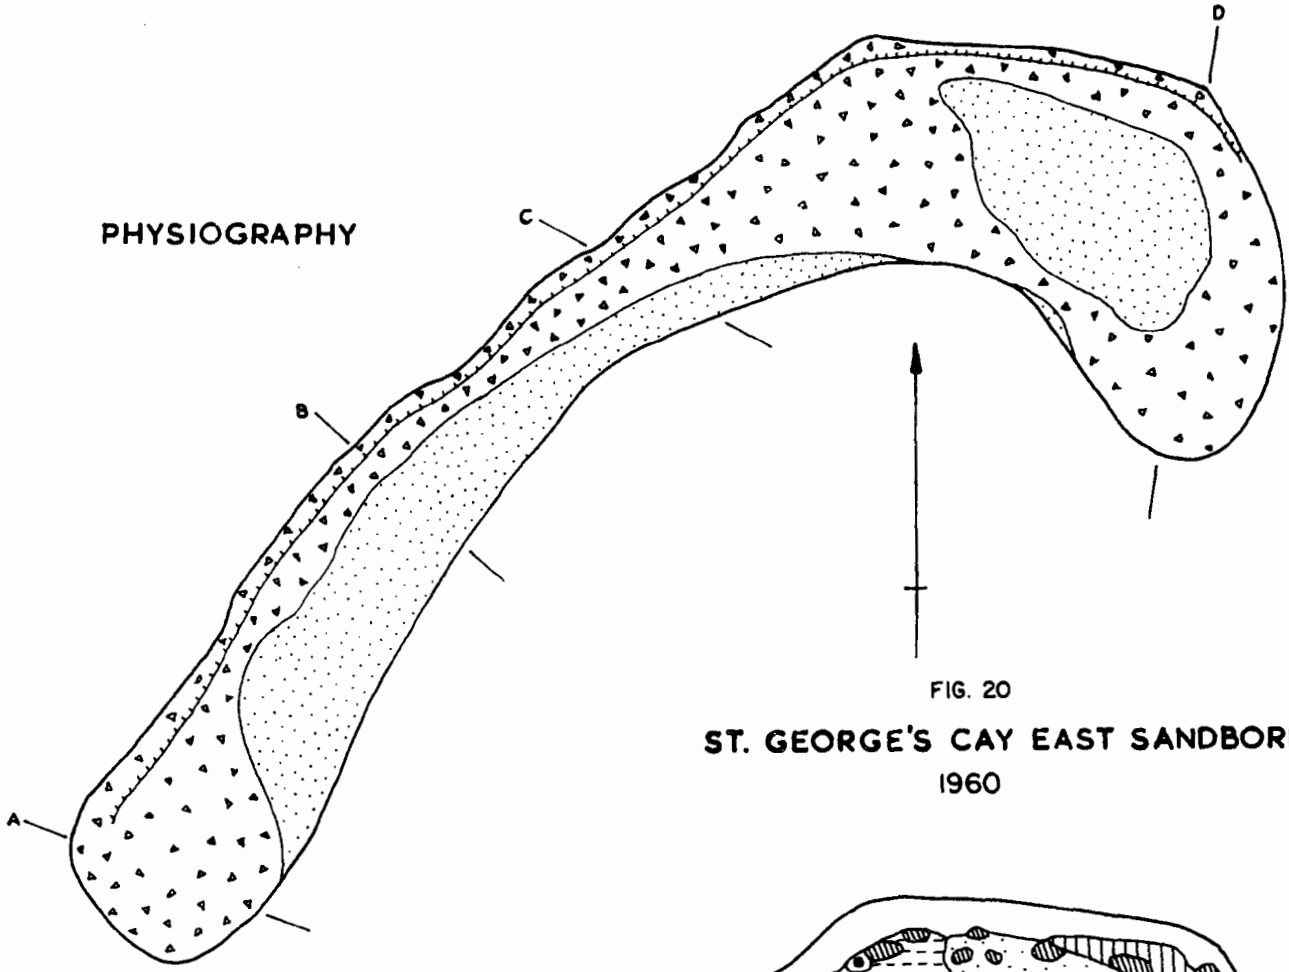 D
C
PHYSIOGRAPHY
B
FIG. 20
ST. GEORGE'S CAY EAST SANDBOR
1960
A